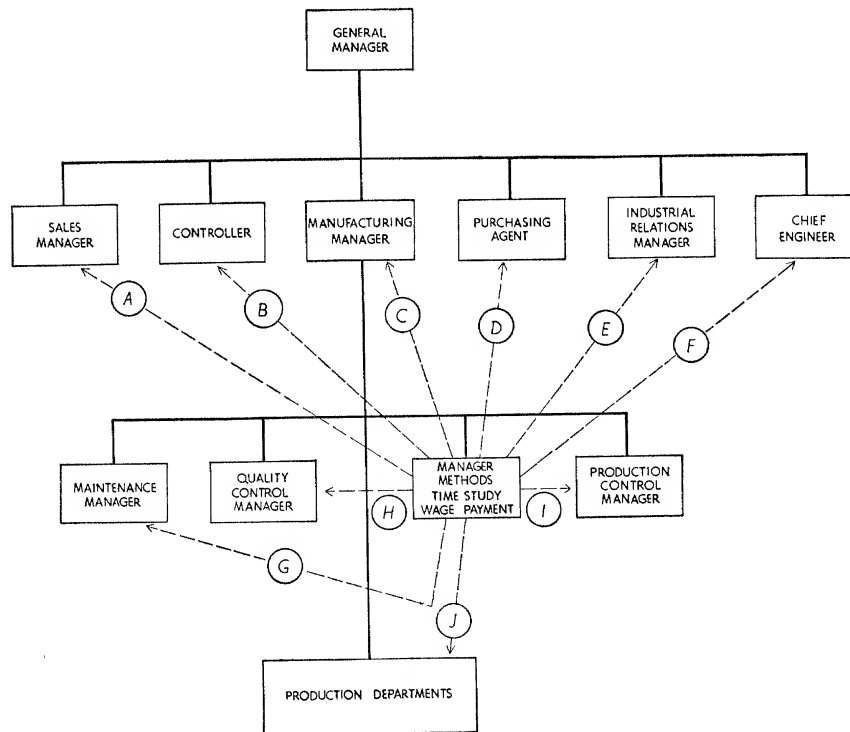 GENERAL
MANAGER
SALES
MANAGER
CONTROLLER
MANUFACTURING
MANAGER
PURCHASING
AGENT
INDUSTRIAL
RELATIONS
MANAGER
CHIEF
ENGINEER
A
B
C
D
E
F
MAINTENANCE
MANAGER
QUALITY
CONTROL
MANAGER
MANAGER
METHODS
TIME STUDY
WAGE PAYMENT
PRODUCTION
CONTROL
MANAGER
H
I
G
J
PRODUCTION DEPARTMENTS